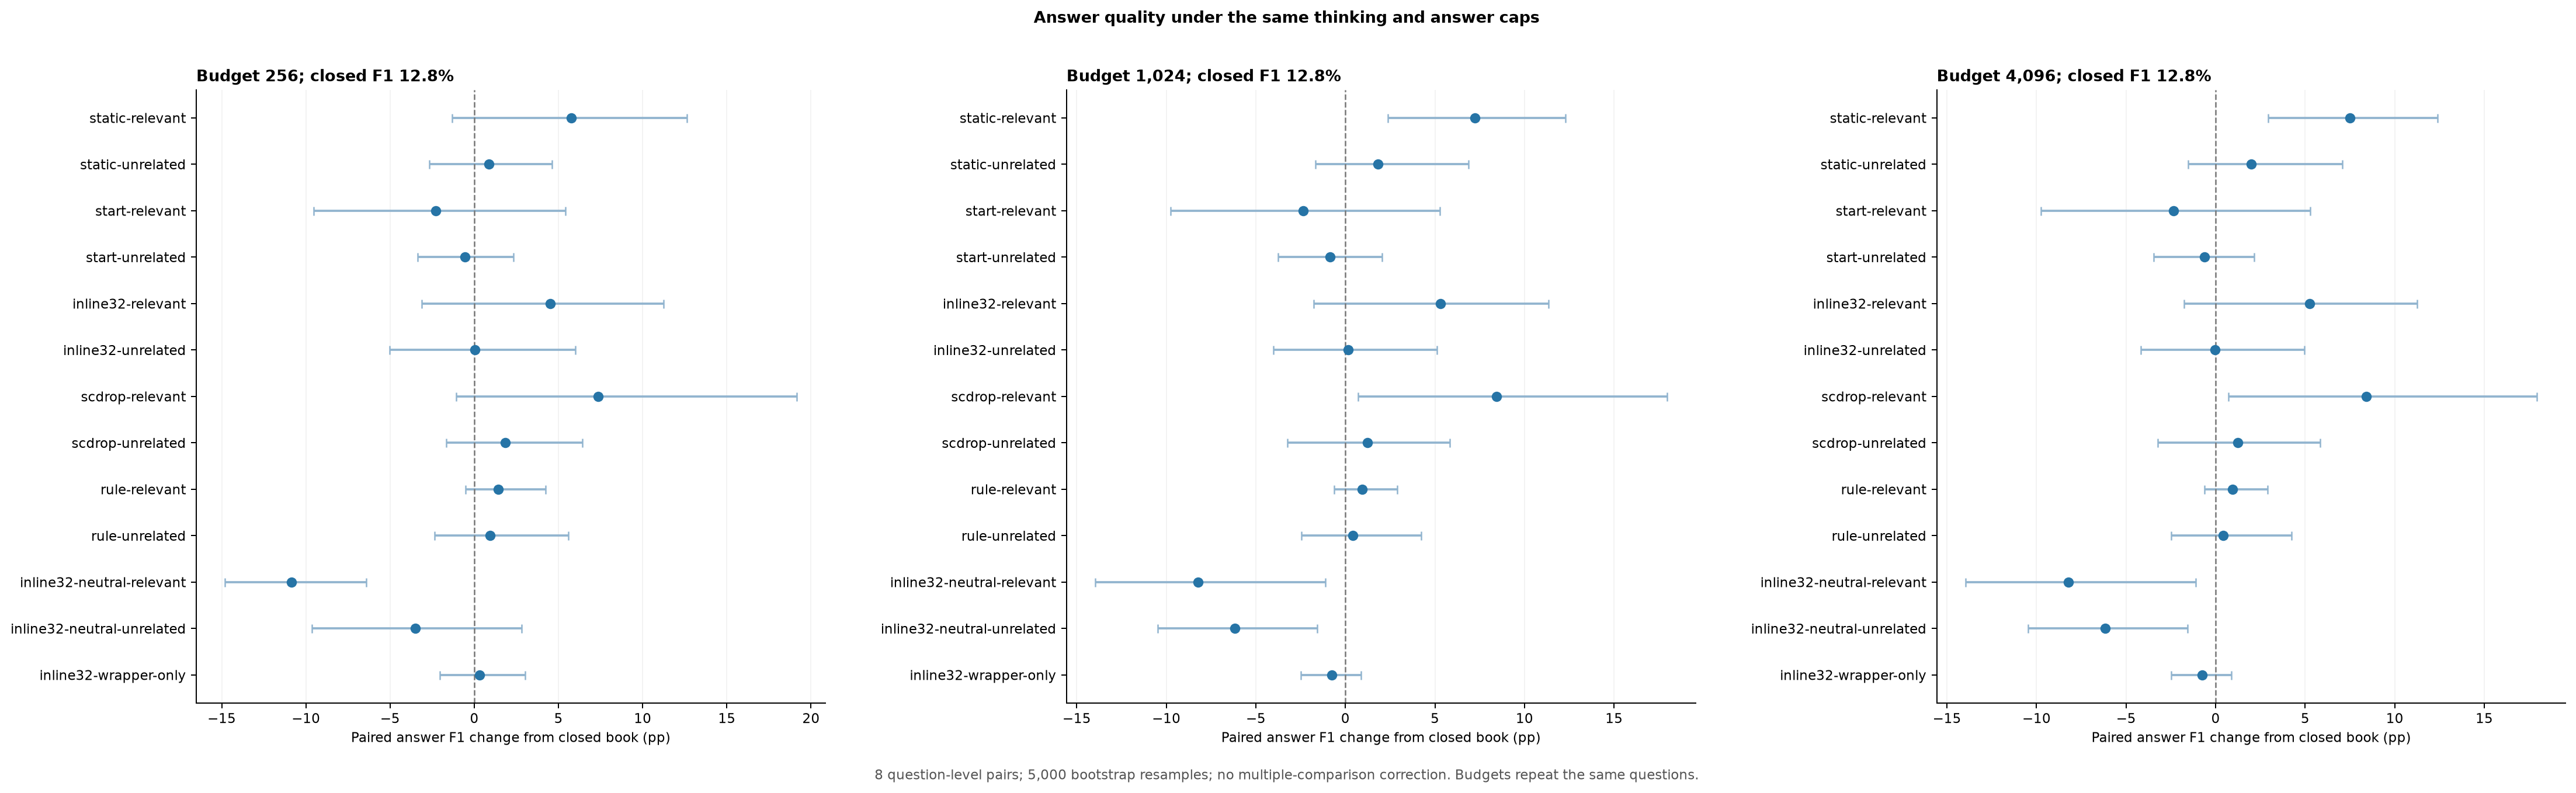 Answer quality under the same thinking and answer caps
Budget 256; closed F1 12.8%
static-relevant
static-unrelated
start-relevant
start-unrelated
inline32-relevant
inline32-unrelated
scdrop-relevant
scdrop-unrelated
rule-relevant
rule-unrelated
inline32-neutral-relevant
inline32-neutral-unrelated
inline32-wrapper-only
−15 −10 −5 0 5 10 15 20
Paired answer F1 change from closed book (pp)
Budget 1,024; closed F1 12.8%
static-relevant
static-unrelated
start-relevant
start-unrelated
inline32-relevant
inline32-unrelated
scdrop-relevant
scdrop-unrelated
rule-relevant
rule-unrelated
inline32-neutral-relevant
inline32-neutral-unrelated
inline32-wrapper-only
−15 −10 −5 0 5 10 15
Paired answer F1 change from closed book (pp)
Budget 4,096; closed F1 12.8%
static-relevant
static-unrelated
start-relevant
start-unrelated
inline32-relevant
inline32-unrelated
scdrop-relevant
scdrop-unrelated
rule-relevant
rule-unrelated
inline32-neutral-relevant
inline32-neutral-unrelated
inline32-wrapper-only
−15 −10 −5 0 5 10 15
Paired answer F1 change from closed book (pp)
8 question-level pairs; 5,000 bootstrap resamples; no multiple-comparison correction. Budgets repeat the same questions.